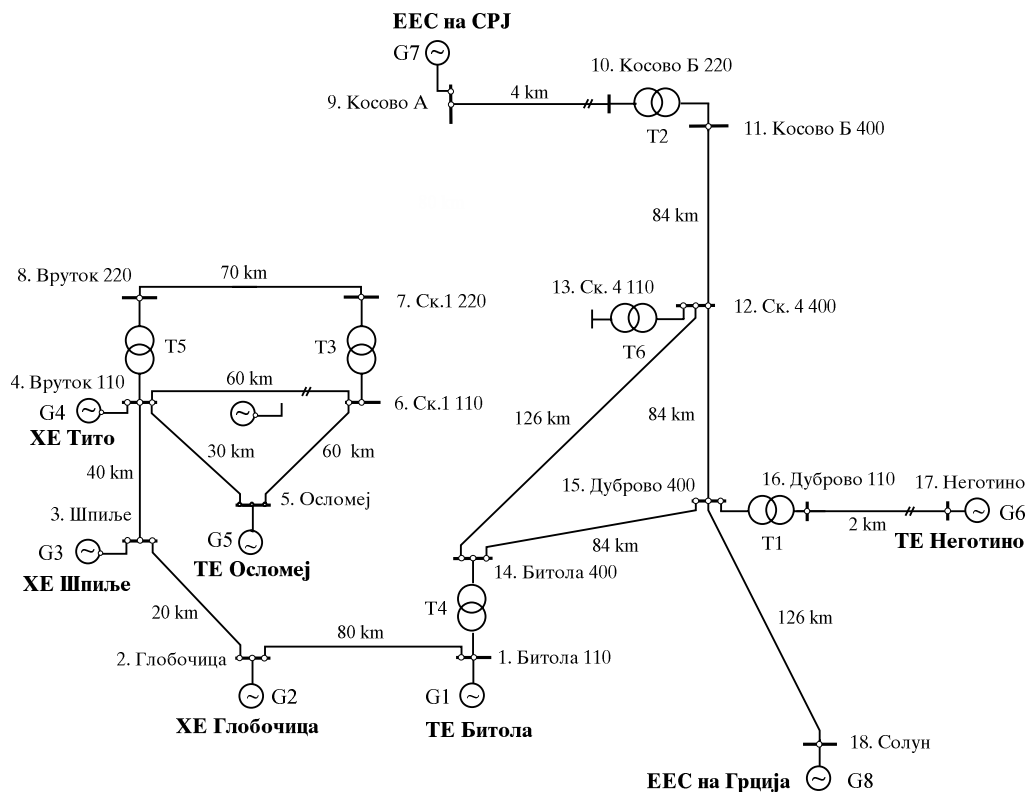 ЕЕС на СРЈ
G7
10. Косово Б 220
9. Косово А
4 km
T2
11. Косово Б 400
84 km
8. Вруток 220
70 km
7. Ск.1 220
13. Ск. 4 110
12. Ск. 4 400
T5
T3
T6
4. Вруток 110
60 km
6. Ск.1 110
G4
ХЕ Тито
126 km
84 km
30 km
60 km
40 km
5. Осломеј
15. Дуброво 400
16. Дуброво 110
17. Неготино
3. Шпиље
G3
G5
ТЕ Осломеј
84 km
T1
2 km
G6
ТЕ Неготино
ХЕ Шпиље
14. Битола 400
20 km
T4
126 km
80 km
2. Глобочица
1. Битола 110
G2
G1
ХЕ Глобочица
ТЕ Битола
18. Солун
ЕЕС на Грција
G8